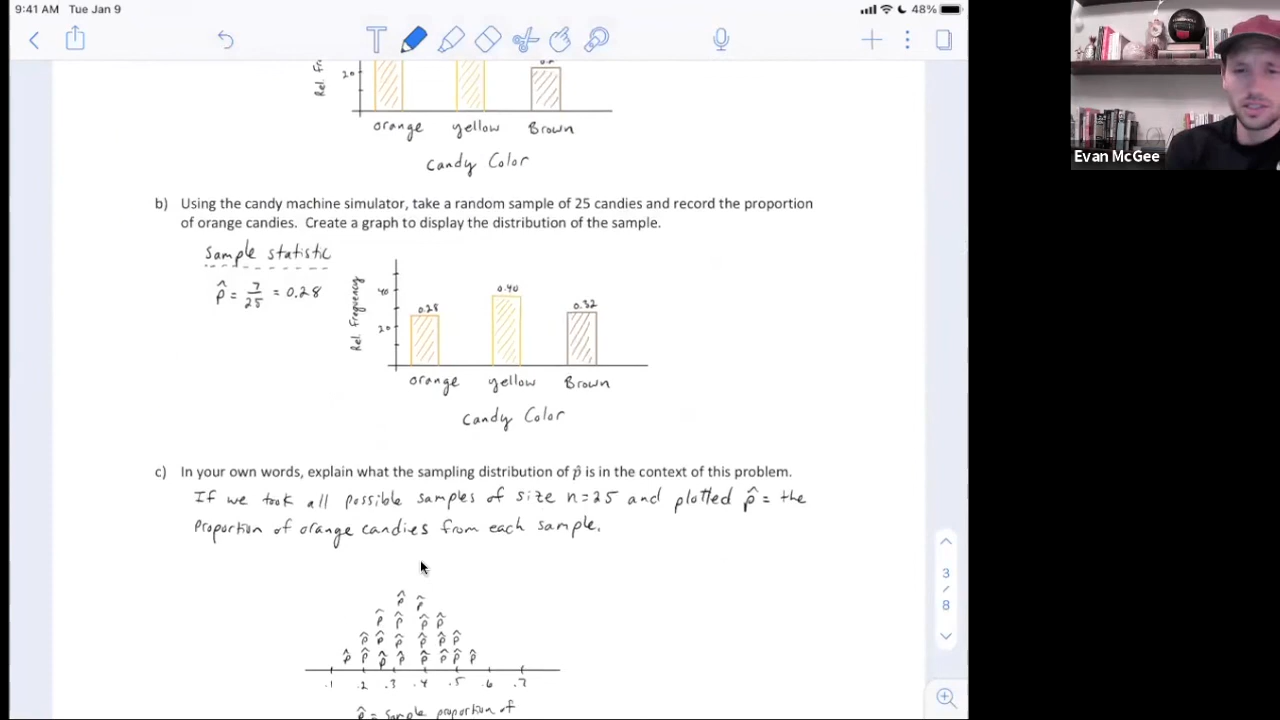 9:41 AM Tue Jan 9
48%
20
orange yellow Brown
Candy Color
Evan McGee
b) Using the candy machine simulator, take a random sample of 25 candies and record the proportion
of orange candies. Create a graph to display the distribution of the sample.
Sample statistic
p̂ = 7/25 = 0.28
Rel. Frequency
40
20
0.28 0.40 0.32
orange yellow Brown
Candy Color
c) In your own words, explain what the sampling distribution of p̂ is in the context of this problem.
If we took all possible samples of size n=25 and plotted p̂ = the
proportion of orange candies from each sample.
p̂ p̂
p̂ p̂ p̂ p̂
p̂ p̂ p̂ p̂ p̂ p̂
p̂ p̂ p̂ p̂ p̂ p̂ p̂ p̂
.1 .2 .3 .4 .5 .6 .7
p̂ = sample proportion of
3
/
8